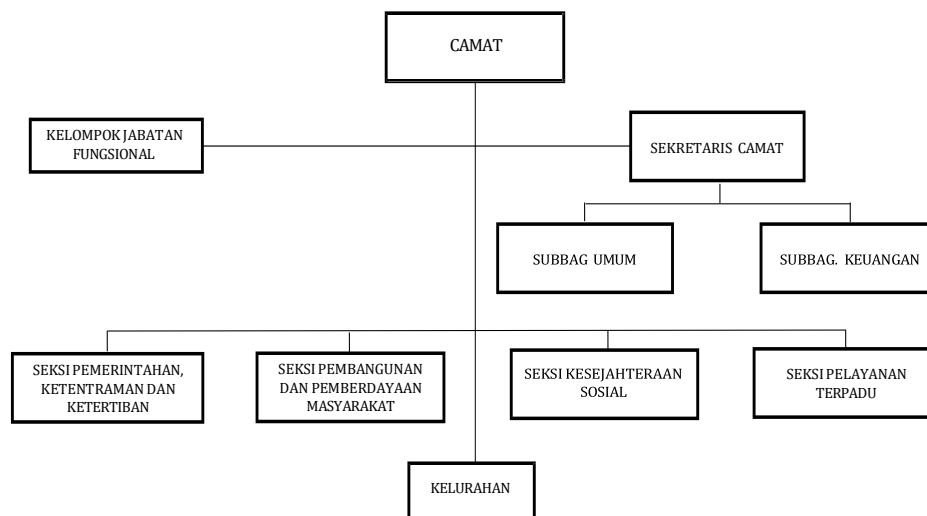 CAMAT
KELOMPOK JABATAN
FUNGSIONAL
SEKRETARIS CAMAT
SUBBAG UMUM
SUBBAG. KEUANGAN
SEKSI PEMERINTAHAN,
KETENTRAMAN DAN
KETERTIBAN
SEKSI PEMBANGUNAN
DAN PEMBERDAYAAN
MASYARAKAT
SEKSI KESEJAHTERAAN
SOSIAL
SEKSI PELAYANAN
TERPADU
KELURAHAN